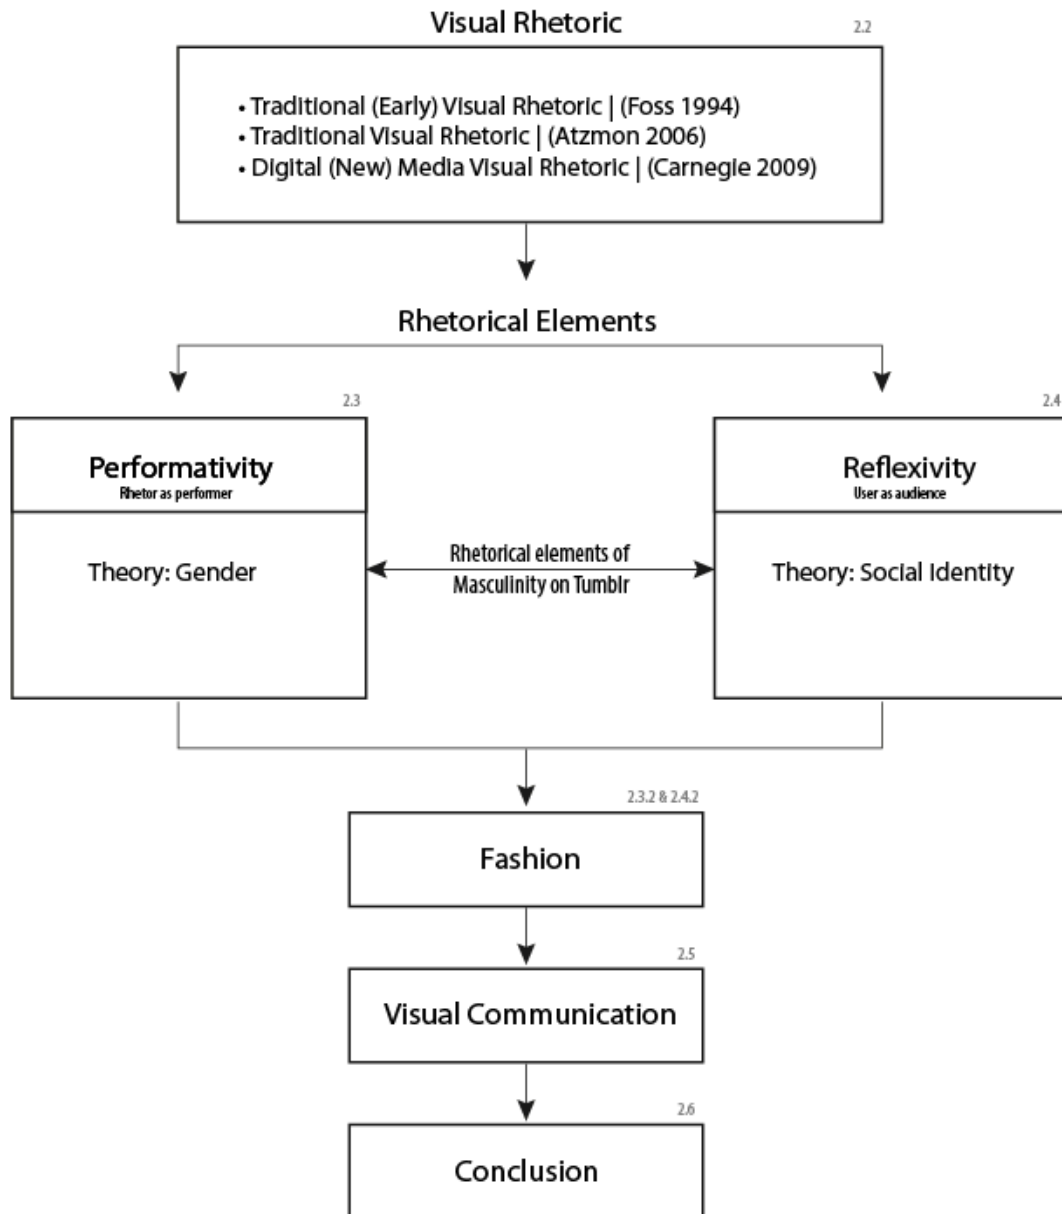 Visual Rhetoric
2.2
• Traditional (Early) Visual Rhetoric | (Foss 1994)
• Traditional Visual Rhetoric | (Atzmon 2006)
• Digital (New) Media Visual Rhetoric | (Carnegie 2009)
Rhetorical Elements
2.3
Performativity
Rhetor as performer
Theory: Gender
Rhetorical elements of
Masculinity on Tumblr
2.4
Reflexivity
User as audience
Theory: Social Identity
2.3.2 & 2.4.2
Fashion
2.5
Visual Communication
2.6
Conclusion